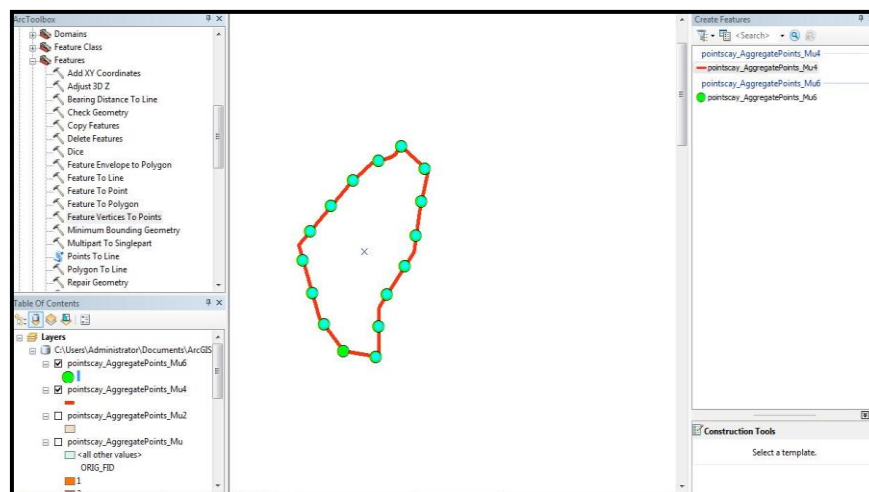 ArcToolbox
Domains
Feature Class
Features
Add XY Coordinates
Adjust 3D Z
Bearing Distance To Line
Check Geometry
Copy Features
Delete Features
Dice
Feature Envelope to Polygon
Feature To Line
Feature To Point
Feature To Polygon
Feature Vertices To Points
Minimum Bounding Geometry
Multipart To Singlepart
Points To Line
Polygon To Line
Repair Geometry
Table Of Contents
Layers
C:\Users\Administrator\Documents\ArcGIS
pointscay_AggregatePoints_Mu6
pointscay_AggregatePoints_Mu4
pointscay_AggregatePoints_Mu2
pointscay_AggregatePoints_Mu
<all other values>
ORIG_FID
1
Create Features
<Search>
pointscay_AggregatePoints_Mu4
pointscay_AggregatePoints_Mu4
pointscay_AggregatePoints_Mu6
pointscay_AggregatePoints_Mu6
Construction Tools
Select a template.